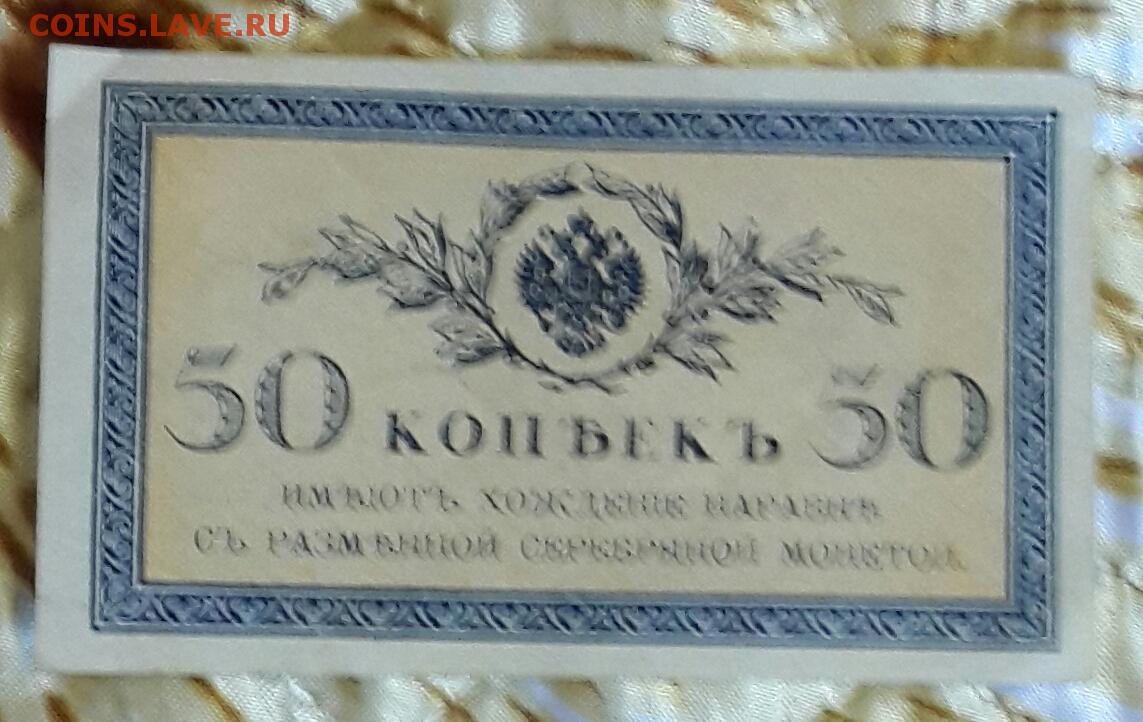 COINS.LAVE.RU
50 КОПѢЕКЪ 50
ИМѢЮТЪ ХОЖДЕНІЕ НАРАВНѢ
СЪ РАЗМѢННОЙ СЕРЕБРЯНОЙ МОНЕТОЙ.